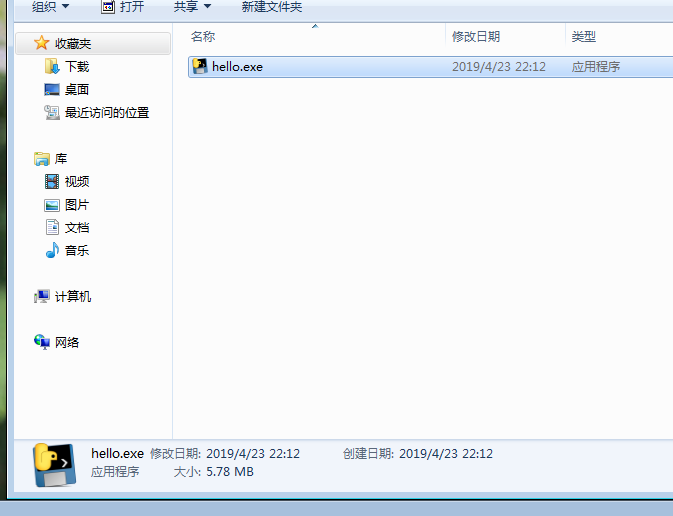 组织 打开 共享 新建文件夹
名称 修改日期 类型
收藏夹
hello.exe 2019/4/23 22:12 应用程序
下载
桌面
最近访问的位置
库
视频
图片
文档
音乐
计算机
网络
hello.exe 修改日期: 2019/4/23 22:12 创建日期: 2019/4/23 22:12
应用程序 大小: 5.78 MB